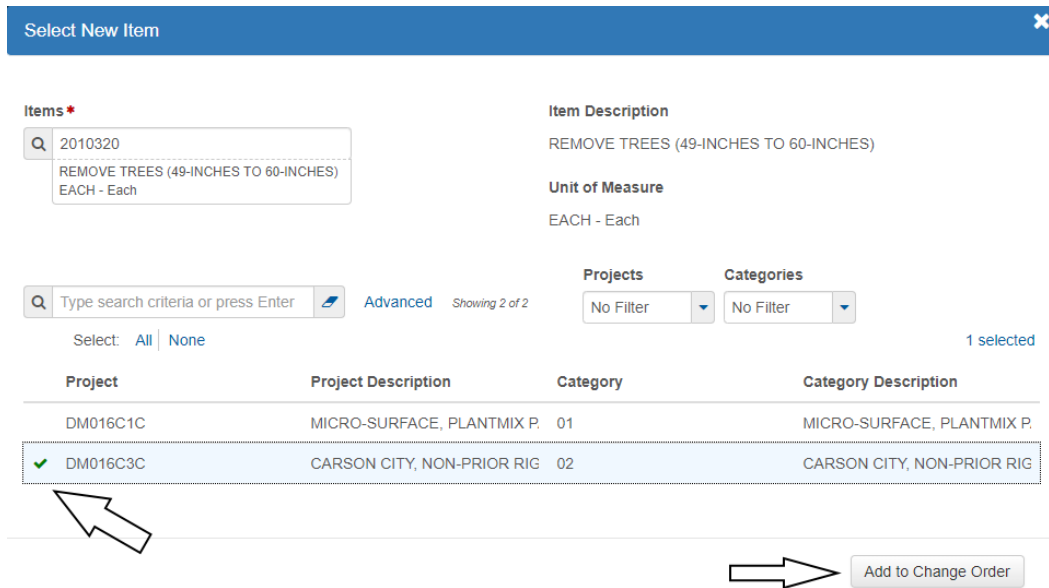 Select New Item
Items*
2010320
REMOVE TREES (49-INCHES TO 60-INCHES)
EACH - Each
Item Description
REMOVE TREES (49-INCHES TO 60-INCHES)
Unit of Measure
EACH - Each
Projects Categories
Type search criteria or press Enter Advanced Showing 2 of 2 No Filter No Filter
Select: All None 1 selected
Project Project Description Category Category Description
DM016C1C MICRO-SURFACE, PLANTMIX P. 01 MICRO-SURFACE, PLANTMIX P.
DM016C3C CARSON CITY, NON-PRIOR RIG 02 CARSON CITY, NON-PRIOR RIG
Add to Change Order